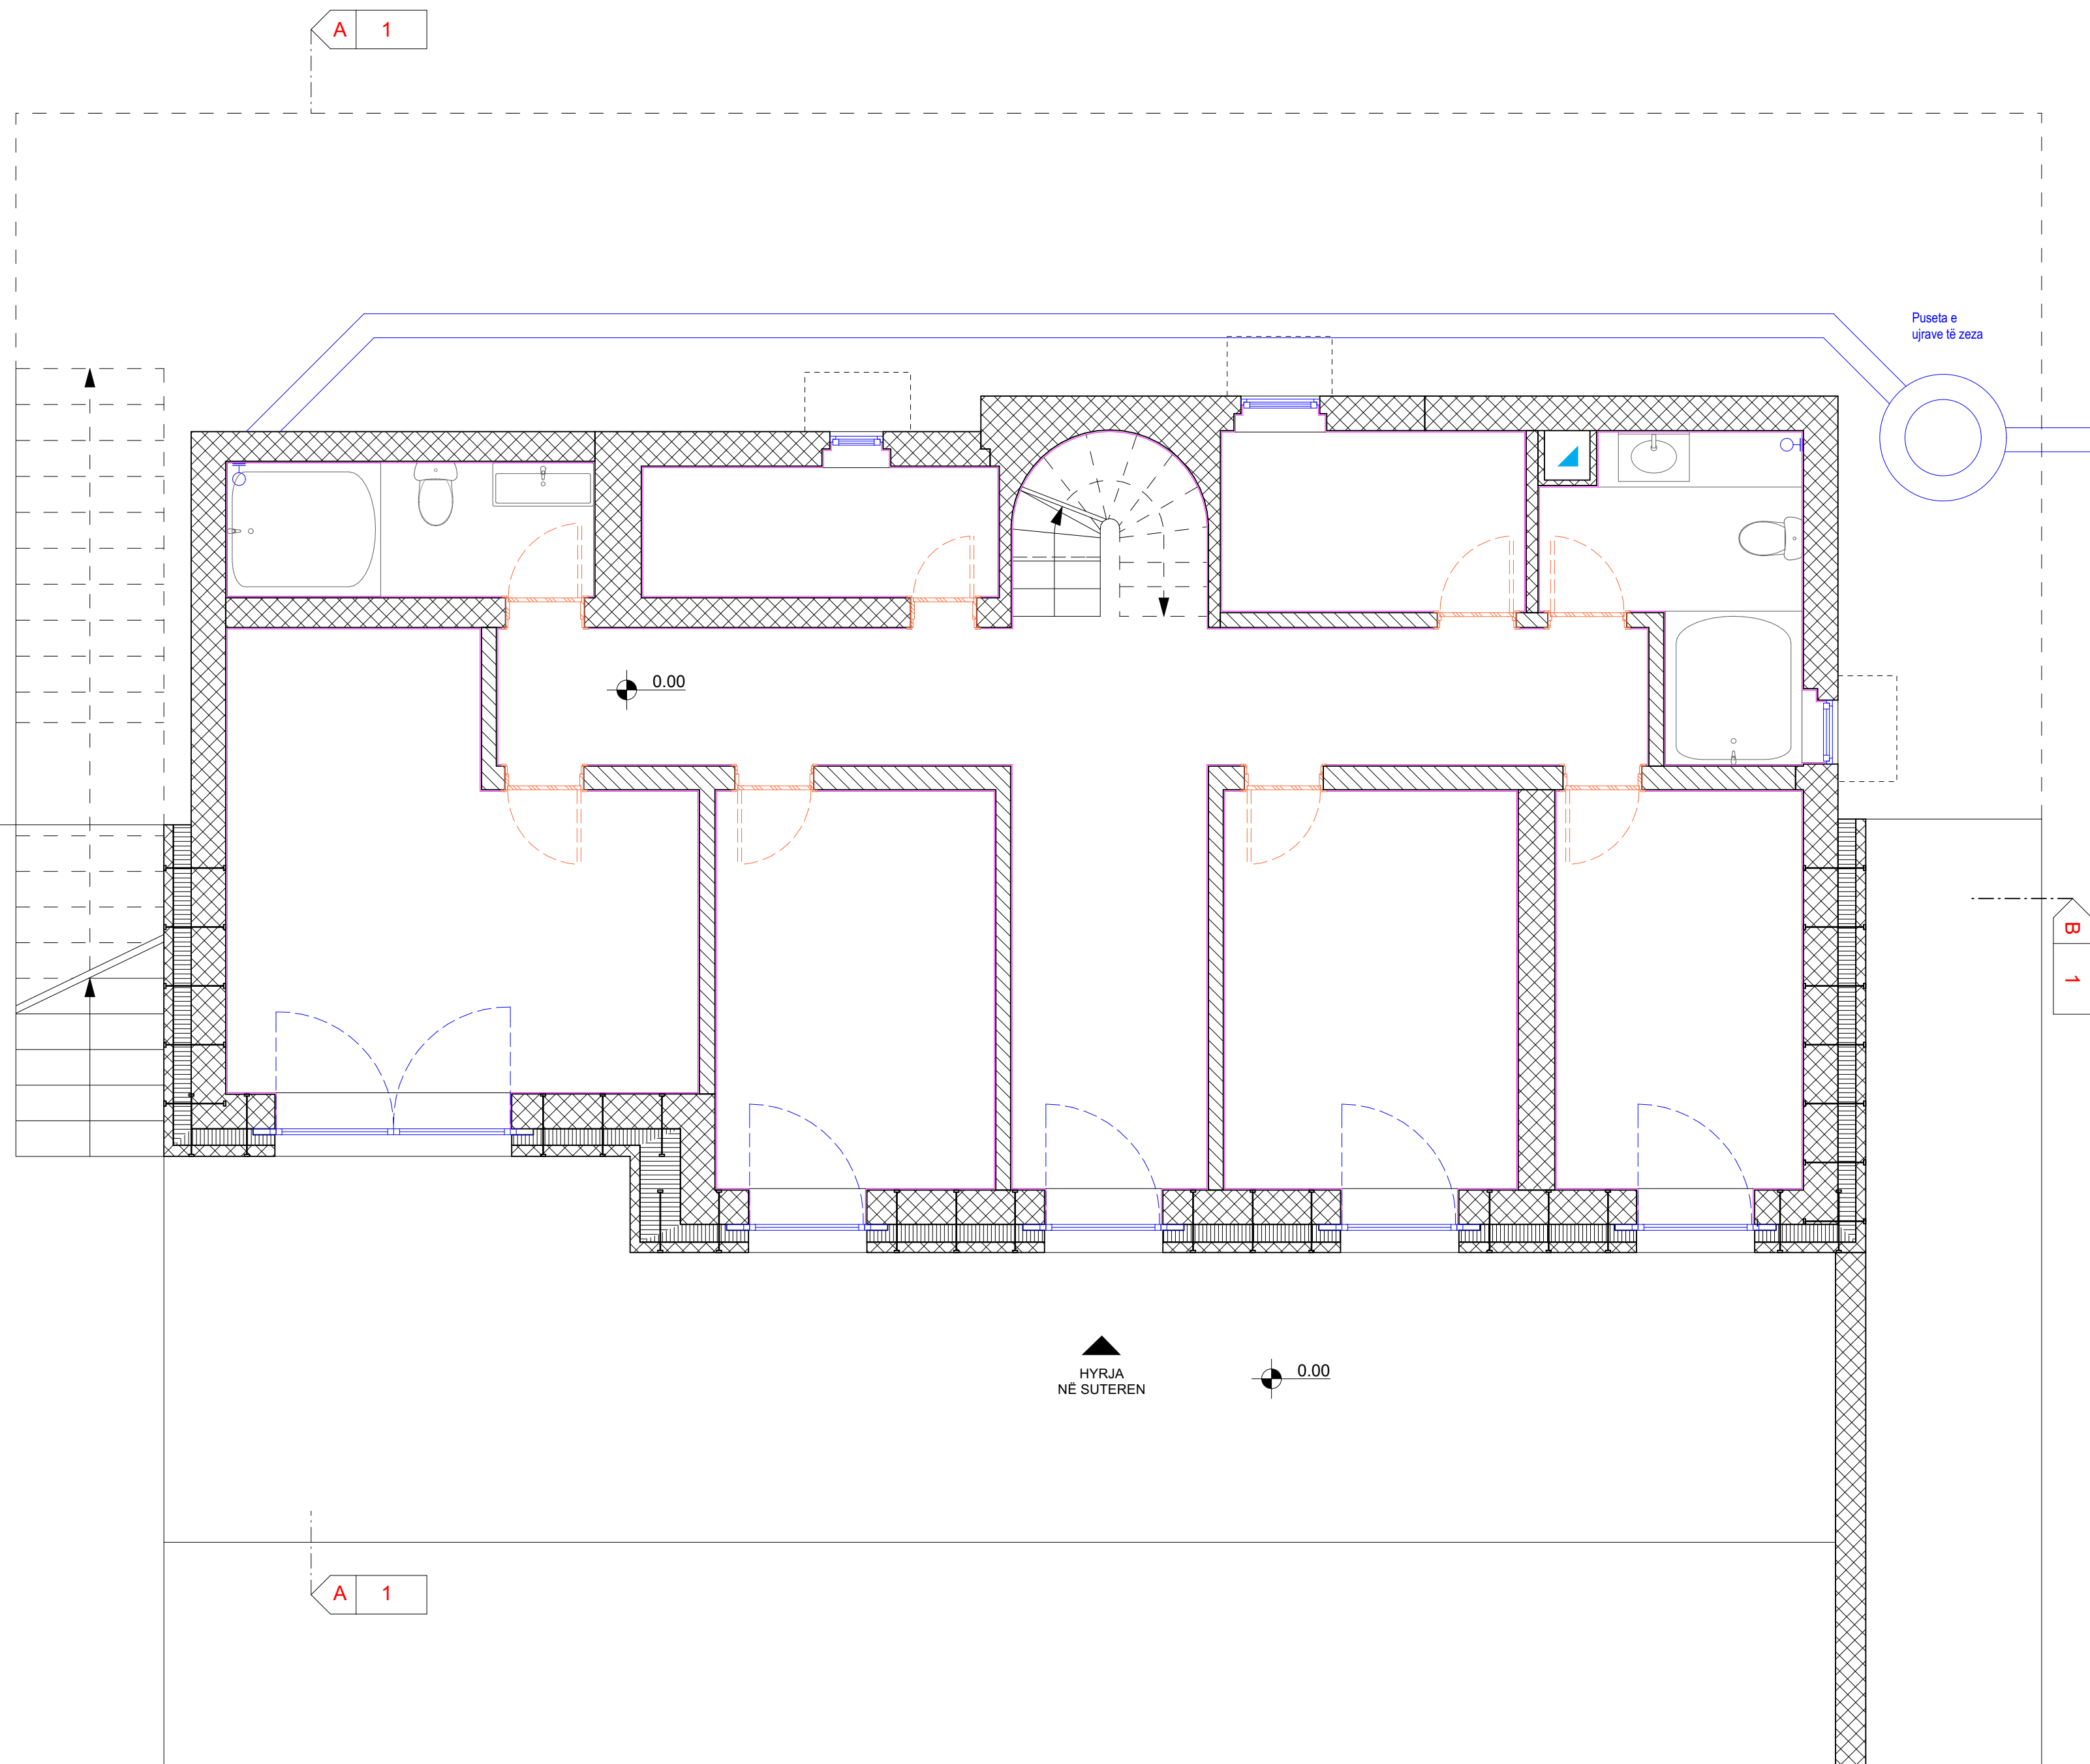 A 1
Puseta e
ujrave të zeza
0.00
B 1
HYRJA
NË SUTEREN
0.00
A 1